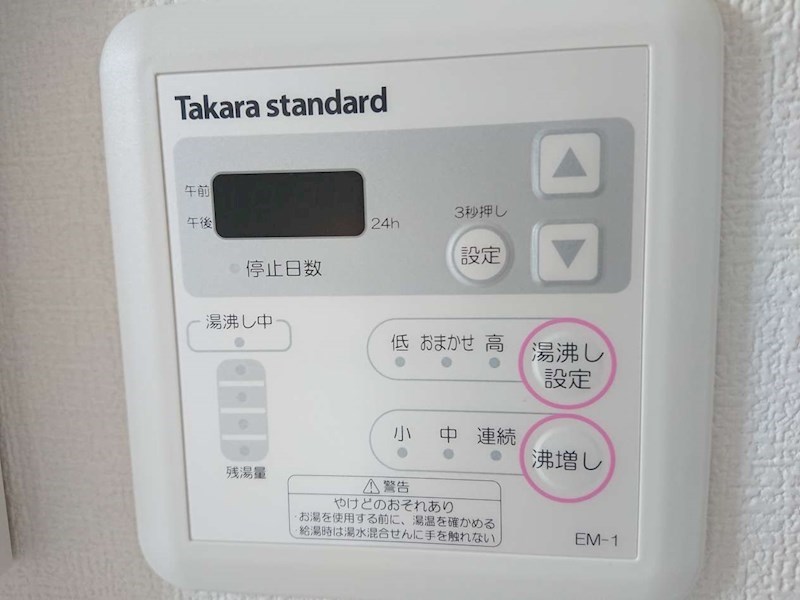 Takara standard
午前
午後
24h
停止日数
3秒押し
設定
▲
▼
湯沸し中
残湯量
低 おまかせ 高
湯沸し
設定
小 中 連続
沸増し
⚠警告
やけどのおそれあり
・お湯を使用する前に、湯温を確かめる
・給湯時は湯水混合せんに手を触れない
EM-1